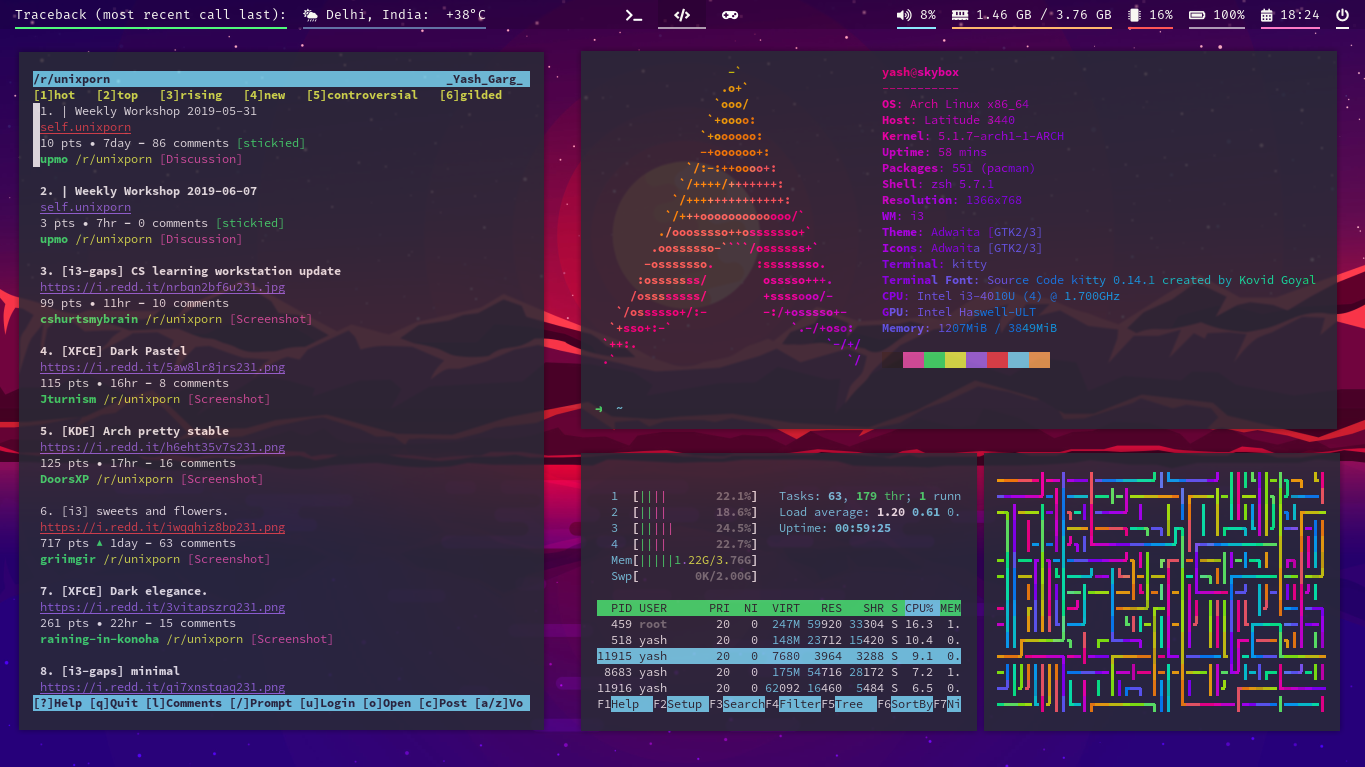 Traceback (most recent call last): Delhi, India: +38°C 8% 1.46 GB / 3.76 GB 16% 100% 18:24
/r/unixporn _Yash_Garg_
[1]hot [2]top [3]rising [4]new [5]controversial [6]gilded
1. | Weekly Workshop 2019-05-31
self.unixporn
10 pts • 7day - 86 comments [stickied]
upmo /r/unixporn [Discussion]
2. | Weekly Workshop 2019-06-07
self.unixporn
3 pts • 7hr - 0 comments [stickied]
upmo /r/unixporn [Discussion]
3. [i3-gaps] CS learning workstation update
https://i.redd.it/nrbqn2bf6u231.jpg
99 pts • 11hr - 10 comments
cshurtsmybrain /r/unixporn [Screenshot]
4. [XFCE] Dark Pastel
https://i.redd.it/5aw8lr8jrs231.png
115 pts • 16hr - 8 comments
Jturnism /r/unixporn [Screenshot]
5. [KDE] Arch pretty stable
https://i.redd.it/h6eht35v7s231.png
125 pts • 17hr - 16 comments
DoorsXP /r/unixporn [Screenshot]
6. [i3] sweets and flowers.
https://i.redd.it/iwqqhiz8bp231.png
717 pts ▲ 1day - 63 comments
griimgir /r/unixporn [Screenshot]
7. [XFCE] Dark elegance.
https://i.redd.it/3vitapszrq231.png
261 pts • 22hr - 15 comments
raining-in-konoha /r/unixporn [Screenshot]
8. [i3-gaps] minimal
https://i.redd.it/qi7xnstqaq231.png
[?]Help [q]Quit [l]Comments [/]Prompt [u]Login [o]Open [c]Post [a/z]Vo
yash@skybox
-----------
OS: Arch Linux x86_64
Host: Latitude 3440
Kernel: 5.1.7-arch1-1-ARCH
Uptime: 58 mins
Packages: 551 (pacman)
Shell: zsh 5.7.1
Resolution: 1366x768
WM: i3
Theme: Adwaita [GTK2/3]
Icons: Adwaita [GTK2/3]
Terminal: kitty
Terminal Font: Source Code kitty 0.14.1 created by Kovid Goyal
CPU: Intel i3-4010U (4) @ 1.700GHz
GPU: Intel Haswell-ULT
Memory: 1207MiB / 3849MiB
➜ ~
1 [|||| 22.1%] Tasks: 63, 179 thr; 1 runn
2 [|||| 18.6%] Load average: 1.20 0.61 0.
3 [||||| 24.5%] Uptime: 00:59:25
4 [|||| 22.7%]
Mem[|||||1.22G/3.76G]
Swp[ 0K/2.00G]
PID USER PRI NI VIRT RES SHR S CPU% MEM
459 root 20 0 247M 59920 33304 S 16.3 1.
518 yash 20 0 148M 23712 15420 S 10.4 0.
11915 yash 20 0 7680 3964 3288 S 9.1 0.
8683 yash 20 0 175M 54716 28172 S 7.2 1.
11916 yash 20 0 62092 16460 5484 S 6.5 0.
F1Help F2Setup F3SearchF4FilterF5Tree F6SortByF7Ni